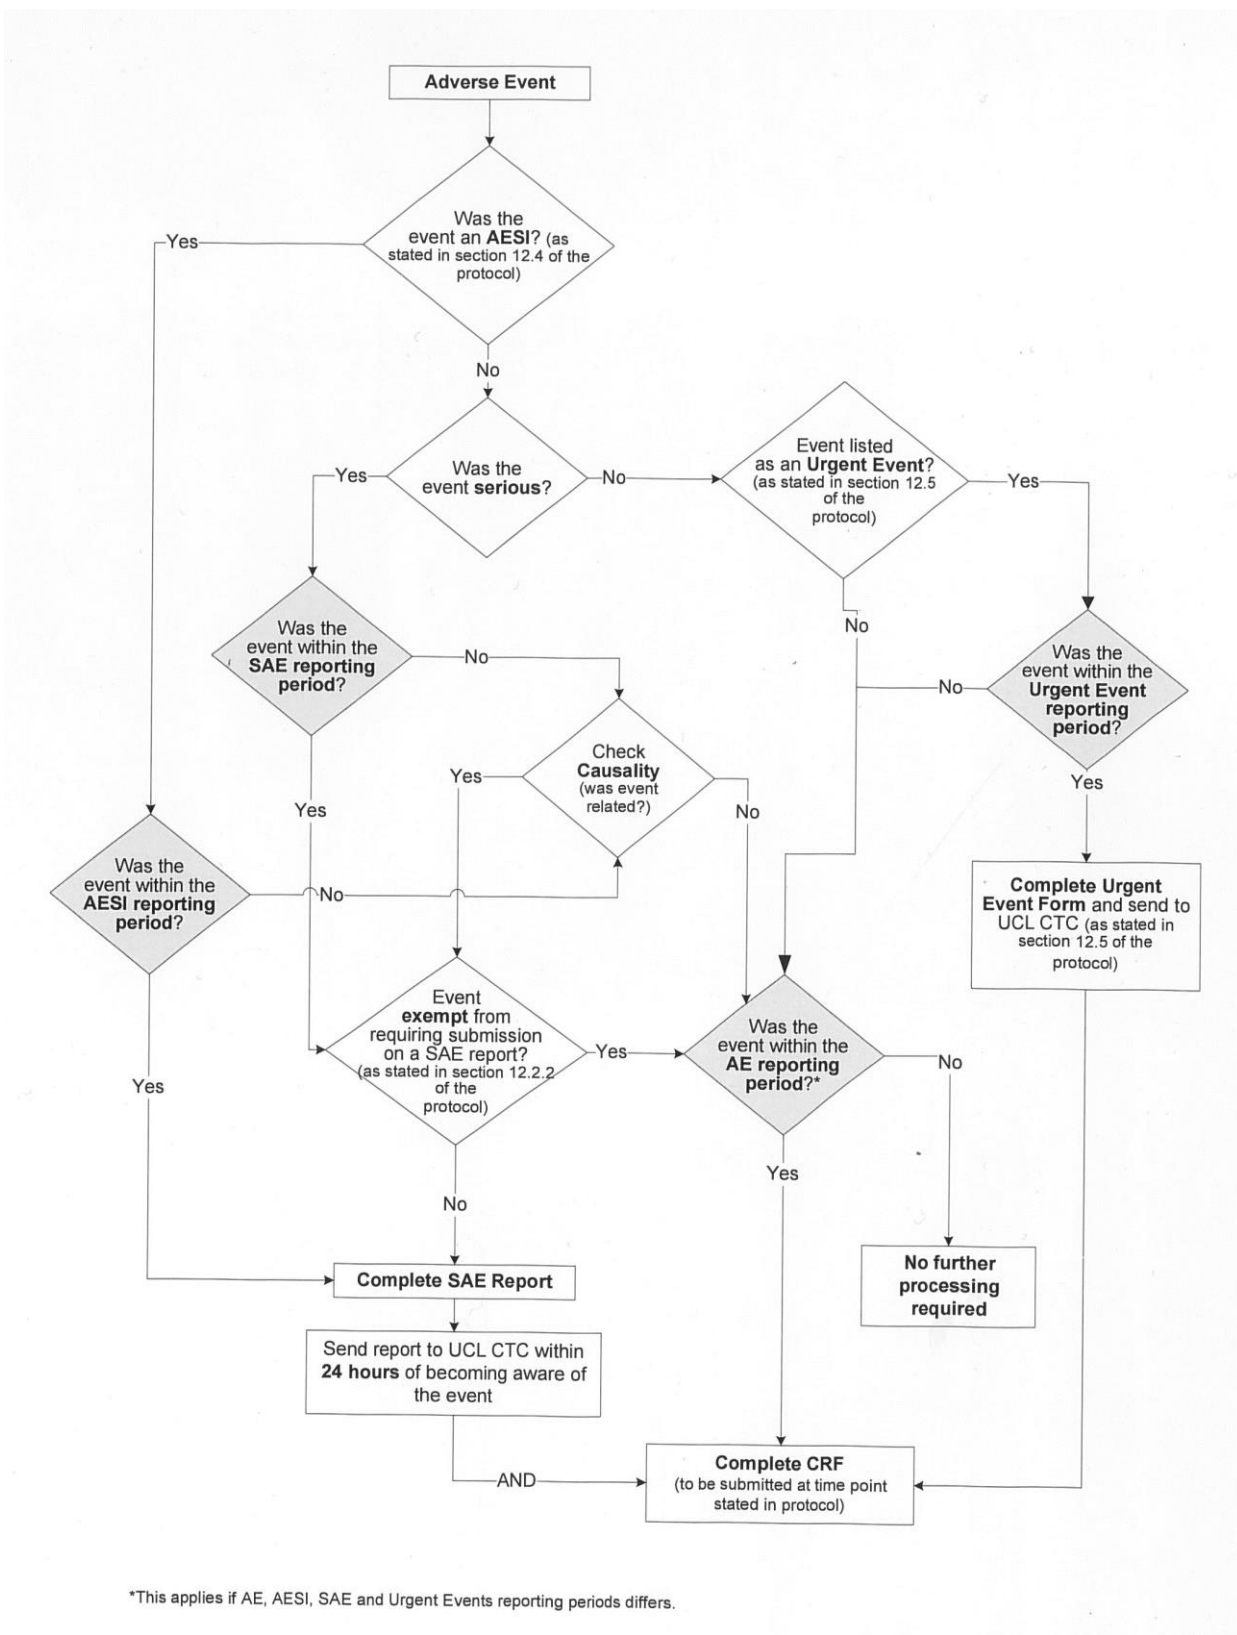 Adverse Event
Was the
event an AESI? (as
stated in section 12.4 of the
protocol)
Yes
No
Was the
event serious?
Yes
No
Event listed
as an Urgent Event?
(as stated in section 12.5
of the
protocol)
Yes
No
Was the
event within the
SAE reporting
period?
No
Yes
Was the
event within the
Urgent Event
reporting
period?
No
Yes
Check
Causality
(was event
related?)
Yes
No
Was the
event within the
AESI reporting
period?
No
Yes
Complete Urgent
Event Form and send to
UCL CTC (as stated in
section 12.5 of the
protocol)
Event
exempt from
requiring submission
on a SAE report?
(as stated in section 12.2.2
of the
protocol)
Yes
No
Was the
event within the
AE reporting
period?*
No
Yes
No further
processing
required
Complete SAE Report
Send report to UCL CTC within
24 hours of becoming aware of
the event
AND
Complete CRF
(to be submitted at time point
stated in protocol)
*This applies if AE, AESI, SAE and Urgent Events reporting periods differs.